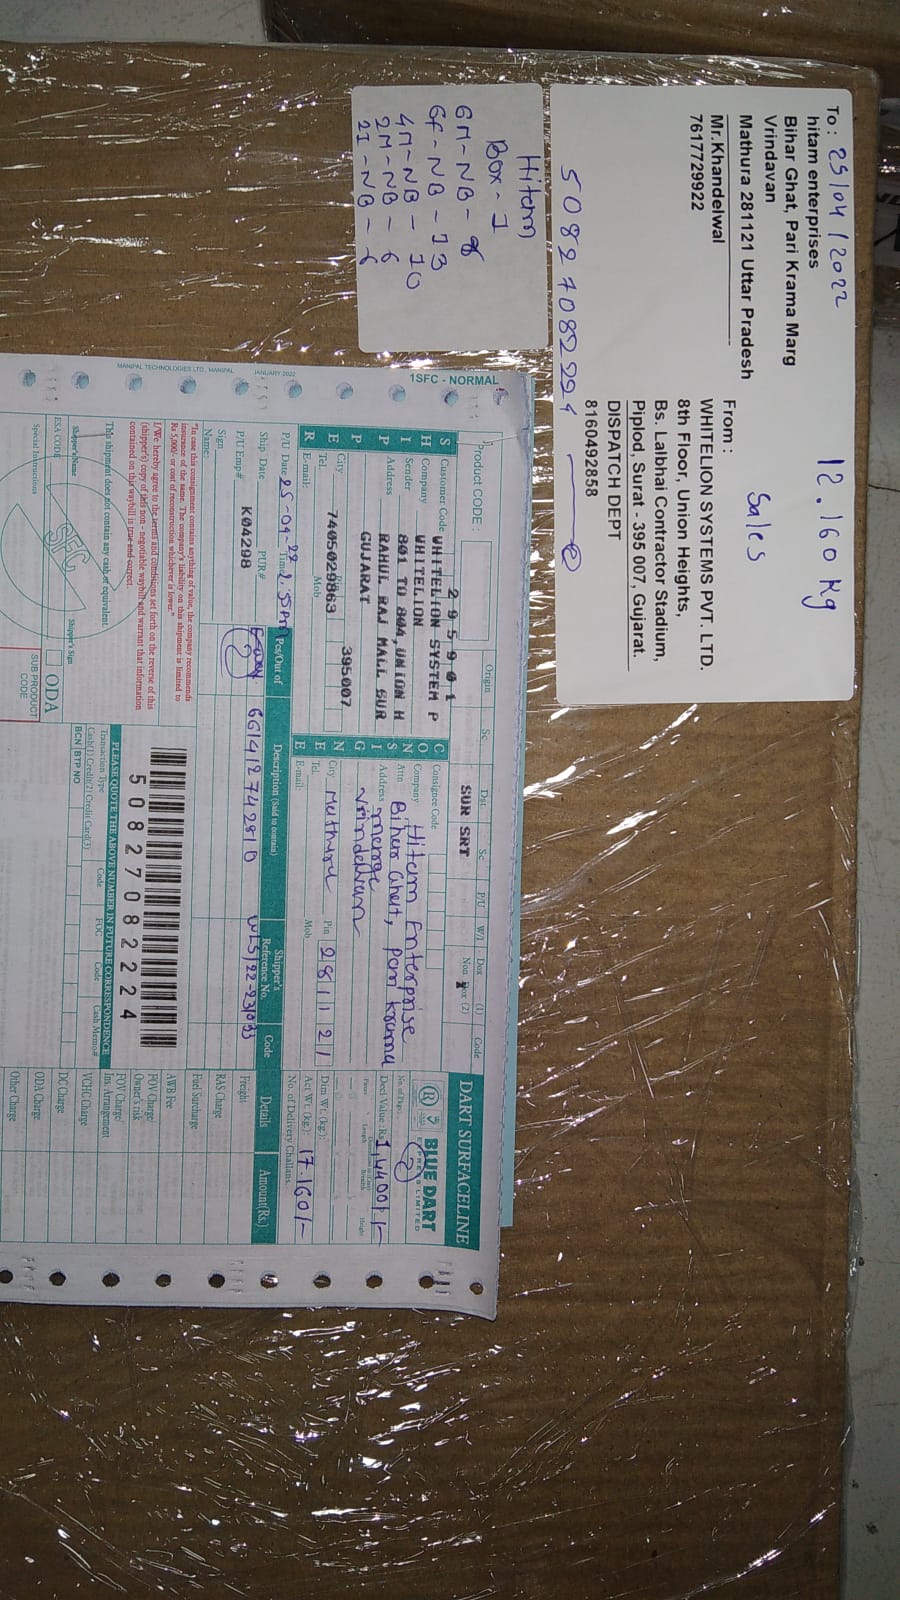 To: 25/04/2022
hitam enterprises
Bihar Ghat, Pari Krama Marg
Vrindavan
Mathura 281121 Uttar Pradesh
Mr.Khandelwal
7617729922
12.160 Kg
Sales
From :
WHITELION SYSTEMS PVT. LTD.
8th Floor, Union Heights,
Bs. Lalbhai Contractor Stadium,
Piplod, Surat - 395 007, Gujarat.
DISPATCH DEPT
8160492858
50827082224
Hitem
Box - 1
6M-NB - 8
6F-NB - 13
4M-NB - 10
2M-NB - 6
2I-NB - 6
1SFC - NORMAL
MANIPAL TECHNOLOGIES LTD., MANIPAL JANUARY 2022
Product CODE :
Origin Sc Dst Sc P/U W/I Dox (1) Code
Non Dox (2)
SUR SRT
DART SURFACELINE
BLUE DART
EXPRESS LIMITED
SHIPPER
Customer Code 295901
WHITELION SYSTEM P
Company WHITELION
Sender 801 TO 804,UNION H
Address RAHUL RAJ MALL SUR
GUJARAT
City 395007
Tel. 7405029863 Mob
E-mail:
CONSIGNEE
Consignee Code
Company Hitem Enterprise
Attn Bihar Ghat, Pari Krama
Address marge
Vrindavan
City Muthura Pin 281121
Tel. Mob.
E-mail:
No. of Pcs: 2
Decl Value : Rs
Dim Wt. (kg.):
Act Wt. (kg.): 17.160/-
No. of Delivery Challans.
P/U Date 25-04-22 Time
Ship Date PUR#
P/U Emp# K04298
Sign
Name:
Pcs/Out of Description (Said to contain) Shipper's Reference No. Code
2 661412742810 WLS/22-23/033
Details Amount(Rs.)
Freight
RAS Charge
Fuel Surcharge
AWB Fee
FOV Charge/
Owner's risk
FOV Charge/
Ins. Arrangement
VCHC Charge
DC Charge
ODA Charge
Other Charge
"In case this consignment contains anything of value, the company recommends
insurance of the same. The company's liability on this shipment is limited to
Rs 5,000/- or cost of reconstruction whichever is lower."
I/We hereby agree to the terms and conditions set forth on the reverse of this
(shipper's) copy of this non - negotiable waybill and warrant that information
contained on this waybill is true and correct.
This shipment does not contain any cash or equivalent
Shipper's Name Shipper's Sign
SFC
ESA CODE ODA
Special Instructions
SUB PRODUCT
CODE
50827082224
PLEASE QUOTE THE ABOVE NUMBER IN FUTURE CORRESPONDENCE
Transaction Type Code FOC Code Cash Memo#
Cash(1) Credit(2) Credit Card(3)
BCN BTP NO